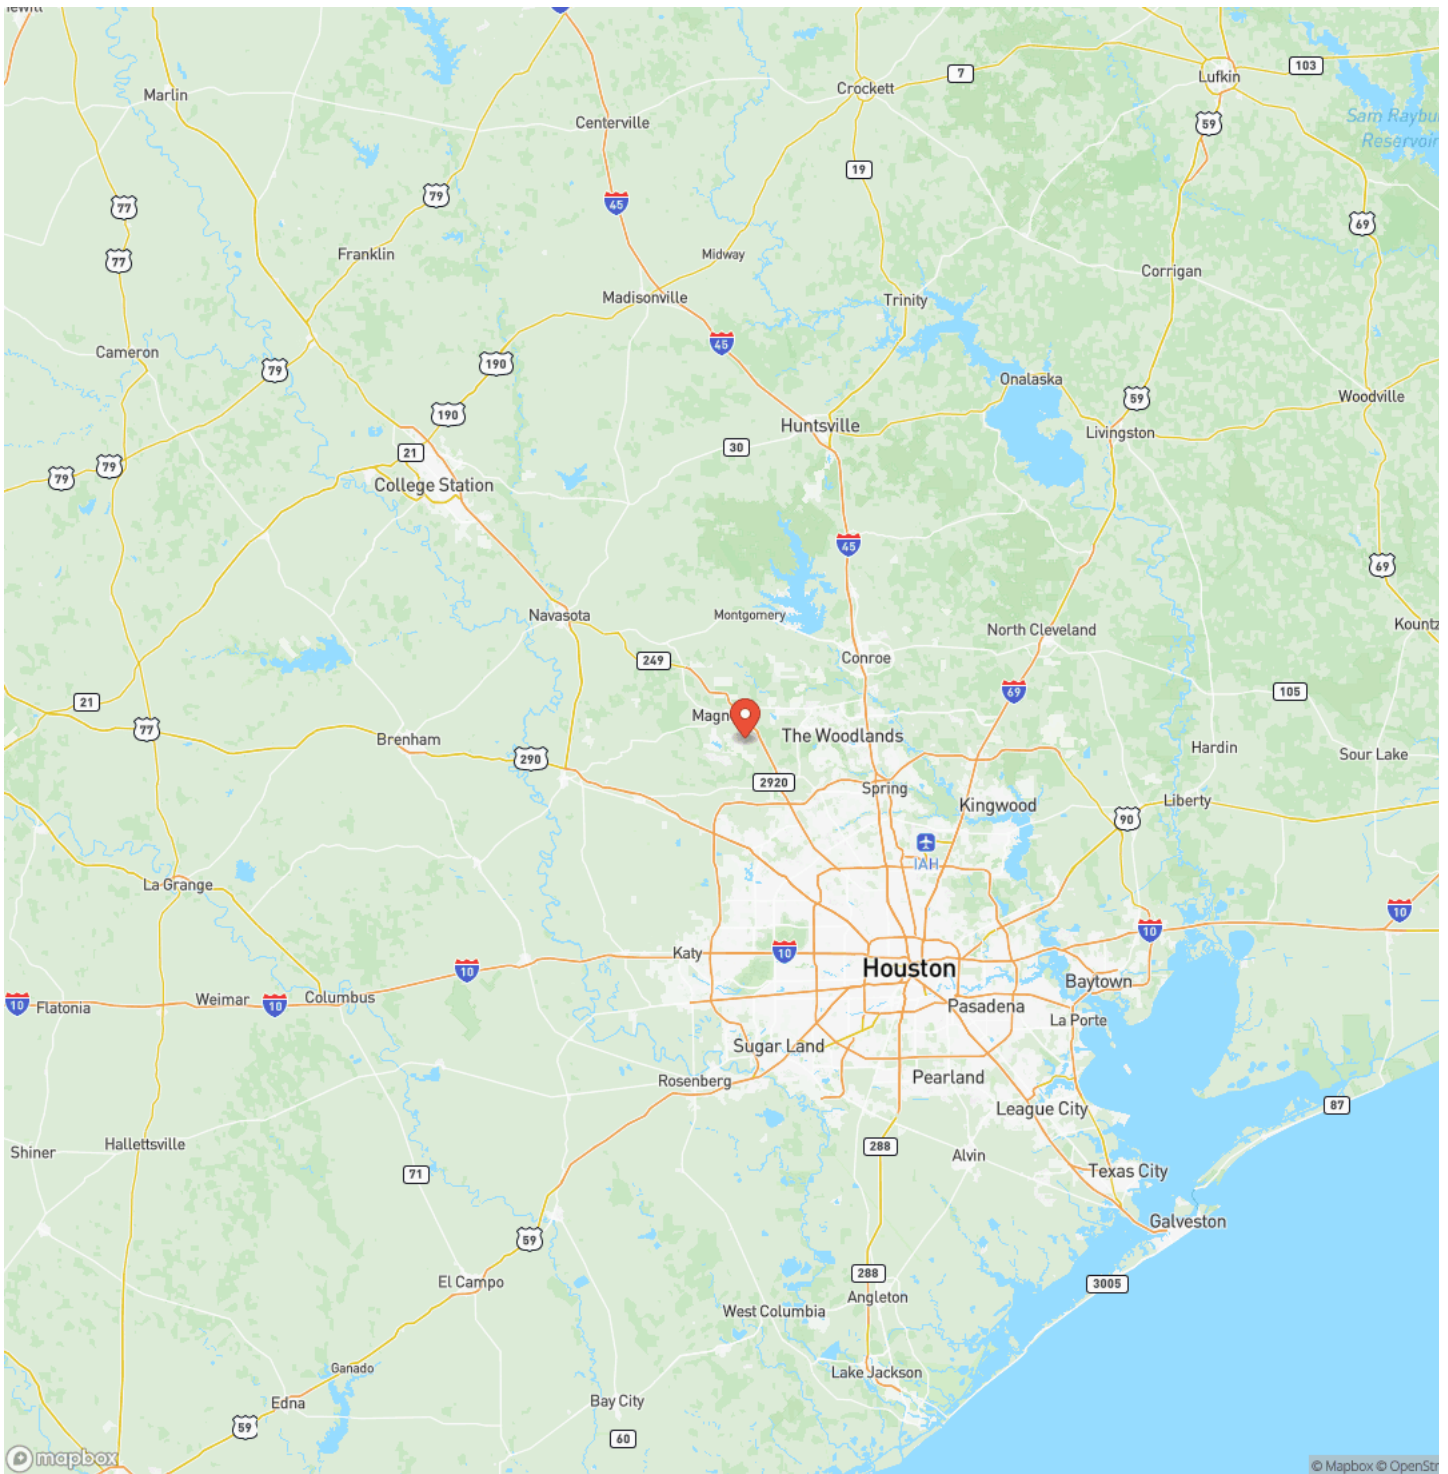 Marlin
Centerville
Crockett
7
103
Lufkin
59
Sam Raybu
Reservoir
19
77
79
45
69
77
Franklin
Midway
Corrigan
Madisonville
Trinity
45
Cameron
79
190
Onalaska
59
Woodville
190
Huntsville
Livingston
21
30
79
79
College Station
45
69
Navasota
Montgomery
North Cleveland
Kountz
249
Conroe
69
105
21
77
Magn
The Woodlands
Brenham
290
Hardin
Sour Lake
2920
Spring
Kingwood
Liberty
90
IAH
La Grange
10
10
Katy
10
Houston
10
Baytown
10
Flatonia
Weimar
10
Columbus
Pasadena
La Porte
Sugar Land
Rosenberg
Pearland
League City
87
Hallettsville
Shiner
71
288
Alvin
Texas City
Galveston
59
El Campo
288
3005
Angleton
West Columbia
Ganado
Lake Jackson
Edna
Bay City
59
60
mapbox
© Mapbox © OpenStr